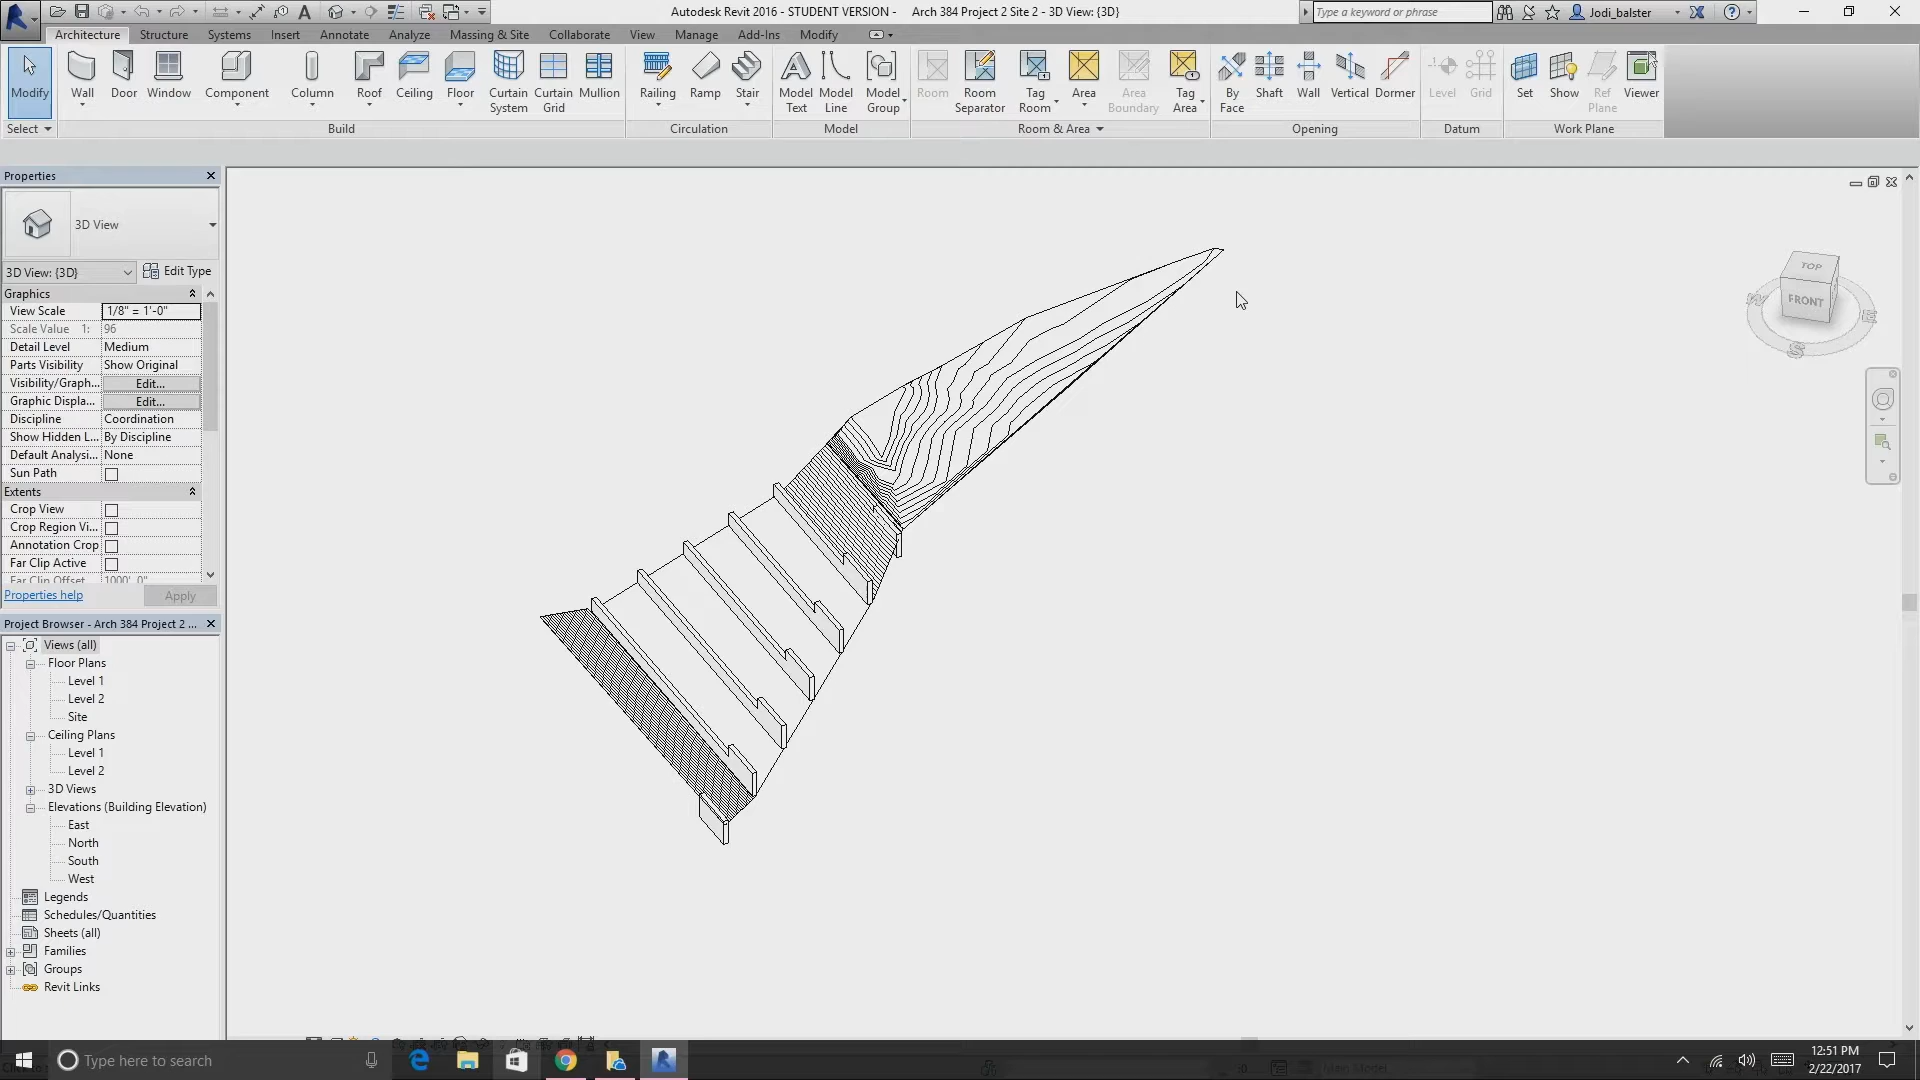 Autodesk Revit 2016 - STUDENT VERSION - Arch 384 Project 2 Site 2 - 3D View: {3D}
Type a keyword or phrase
Jodi_balster
Architecture Structure Systems Insert Annotate Analyze Massing & Site Collaborate View Manage Add-Ins Modify
Modify Wall Door Window Component Column Roof Ceiling Floor Curtain System Curtain Grid Mullion Railing Ramp Stair Model Text Model Line Model Group Room Room Separator Tag Room Area Area Boundary Tag Area By Face Shaft Wall Vertical Dormer Level Grid Set Show Ref Plane Viewer
Select Build Circulation Model Room & Area Opening Datum Work Plane
Properties
3D View
3D View: {3D} Edit Type
Graphics
View Scale 1/8" = 1'-0"
Scale Value 1: 96
Detail Level Medium
Parts Visibility Show Original
Visibility/Graph... Edit...
Graphic Displa... Edit...
Discipline Coordination
Show Hidden L... By Discipline
Default Analysi... None
Sun Path
Extents
Crop View
Crop Region Vi...
Annotation Crop
Far Clip Active
Far Clip Offset 1000' 0"
Properties help Apply
Project Browser - Arch 384 Project 2 ...
Views (all)
Floor Plans
Level 1
Level 2
Site
Ceiling Plans
Level 1
Level 2
3D Views
Elevations (Building Elevation)
East
North
South
West
Legends
Schedules/Quantities
Sheets (all)
Families
Groups
Revit Links
TOP
FRONT
W
E
S
Main Model
Type here to search
12:51 PM
2/22/2017